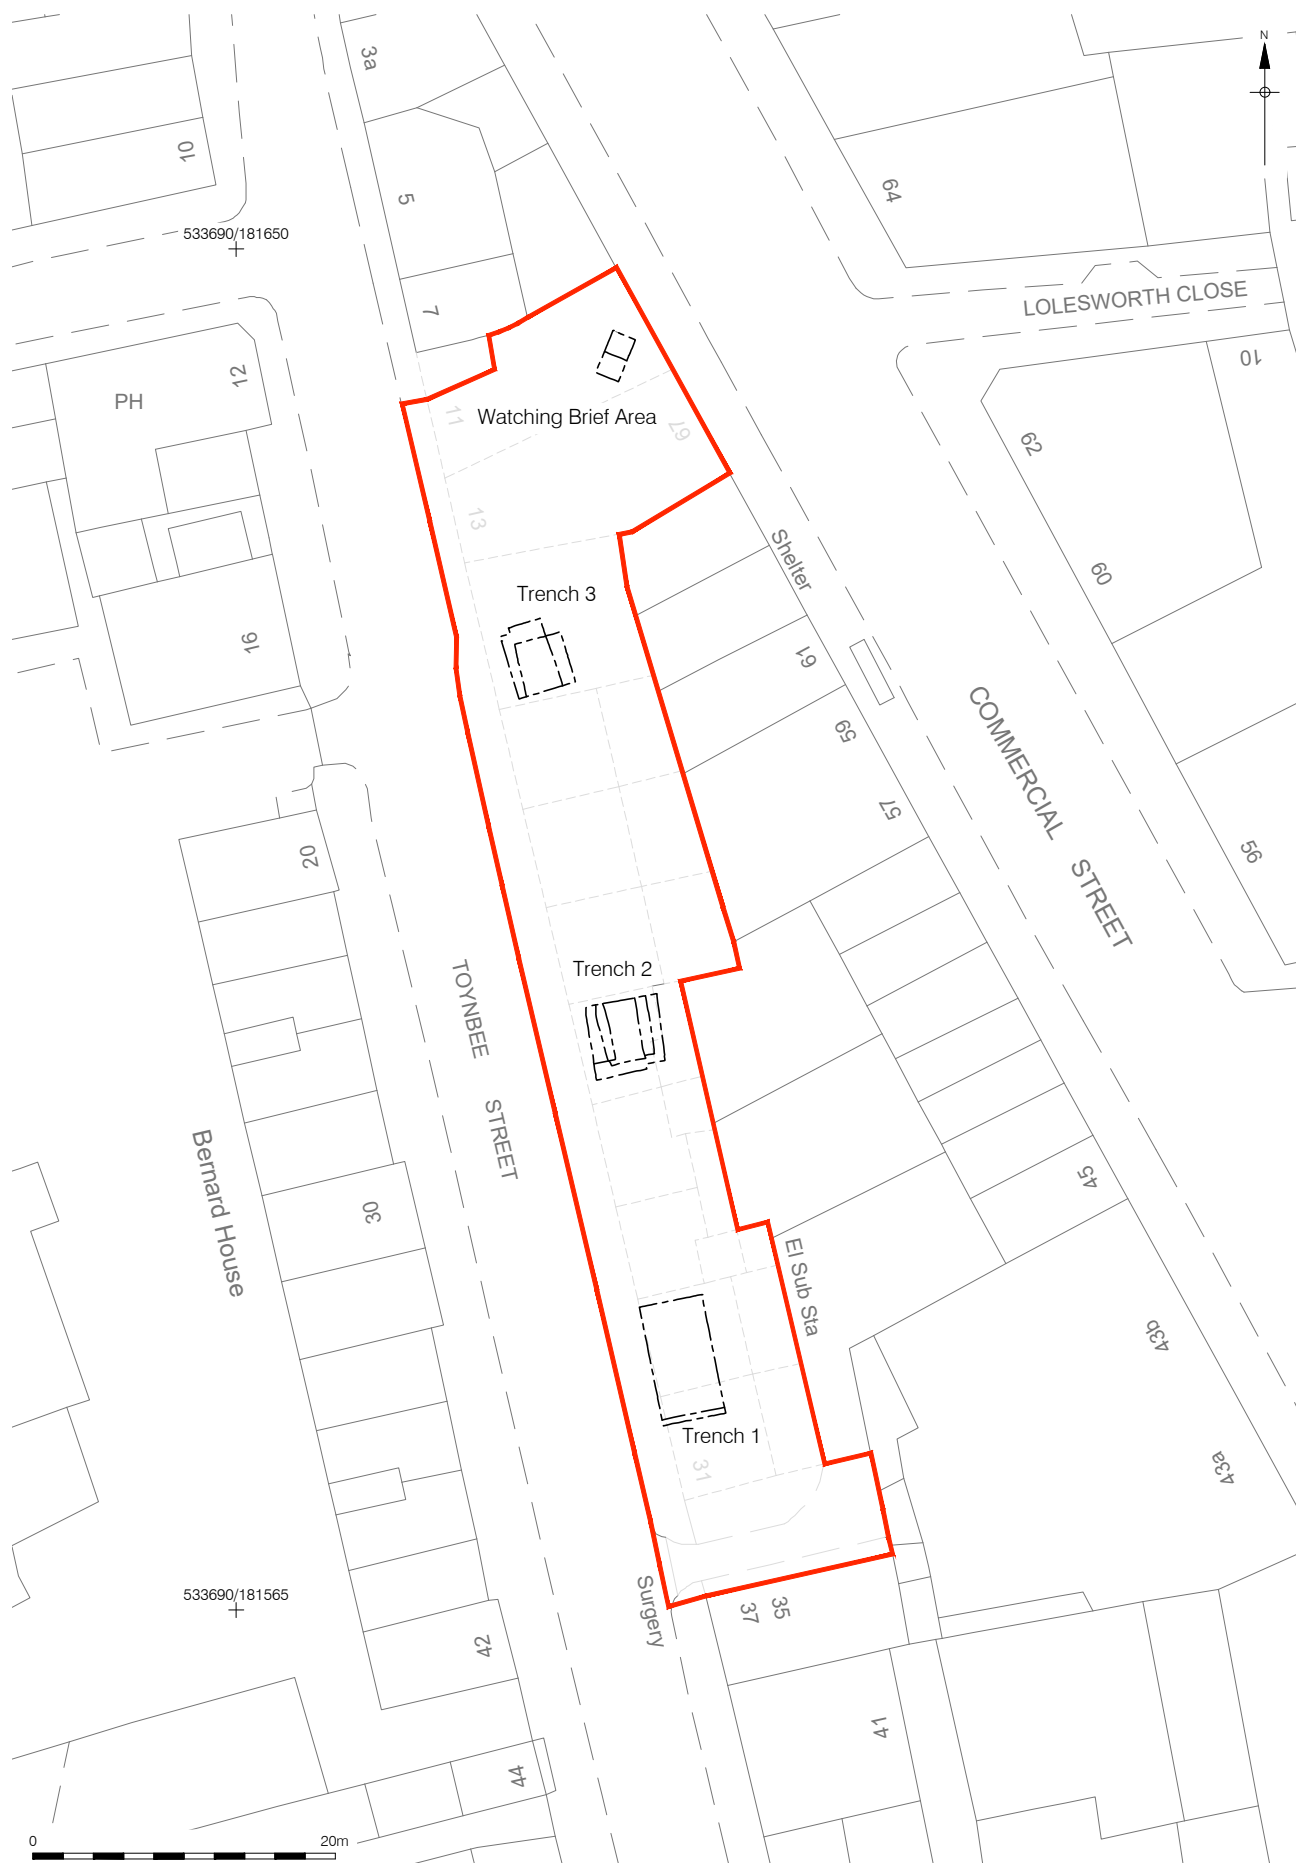 N
3a
10
5
64
533690/181650
LOLESWORTH CLOSE
7
10
12
PH
11
Watching Brief Area
67
62
13
Shelter
60
Trench 3
16
61
59
COMMERCIAL STREET
57
56
20
Trench 2
TOYNBEE STREET
45
Bernard House
30
El Sub Sta
43b
Trench 1
31
43a
533690/181565
Surgery
37
35
42
41
44
0
20m